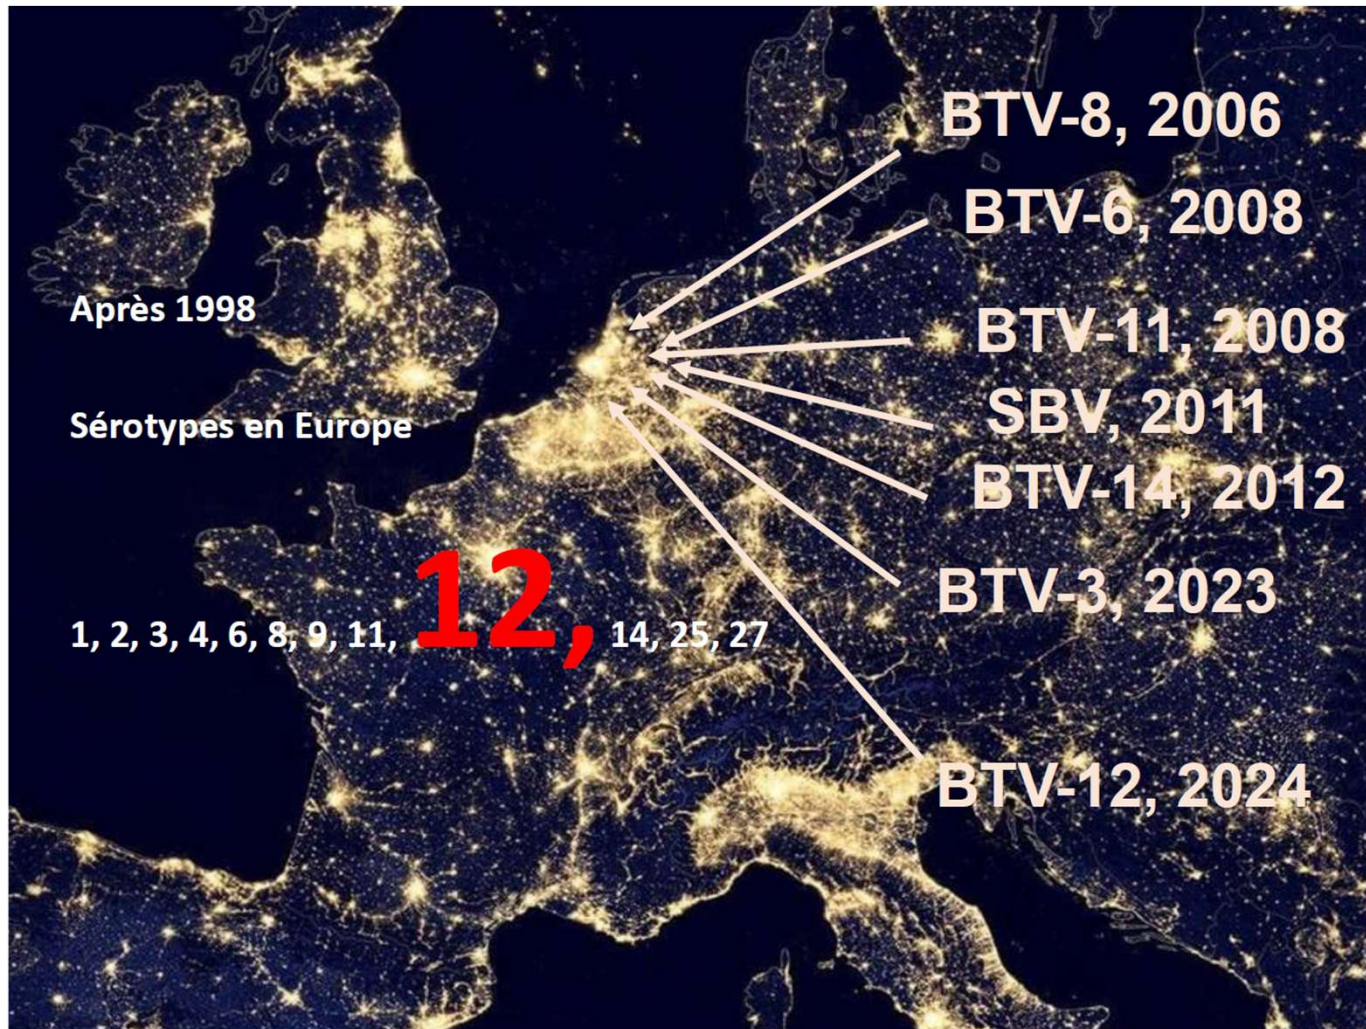 Après 1998
Sérotypes en Europe
1, 2, 3, 4, 6, 8, 9, 11, 12, 14, 25, 27
BTV-8, 2006
BTV-6, 2008
BTV-11, 2008
SBV, 2011
BTV-14, 2012
BTV-3, 2023
BTV-12, 2024